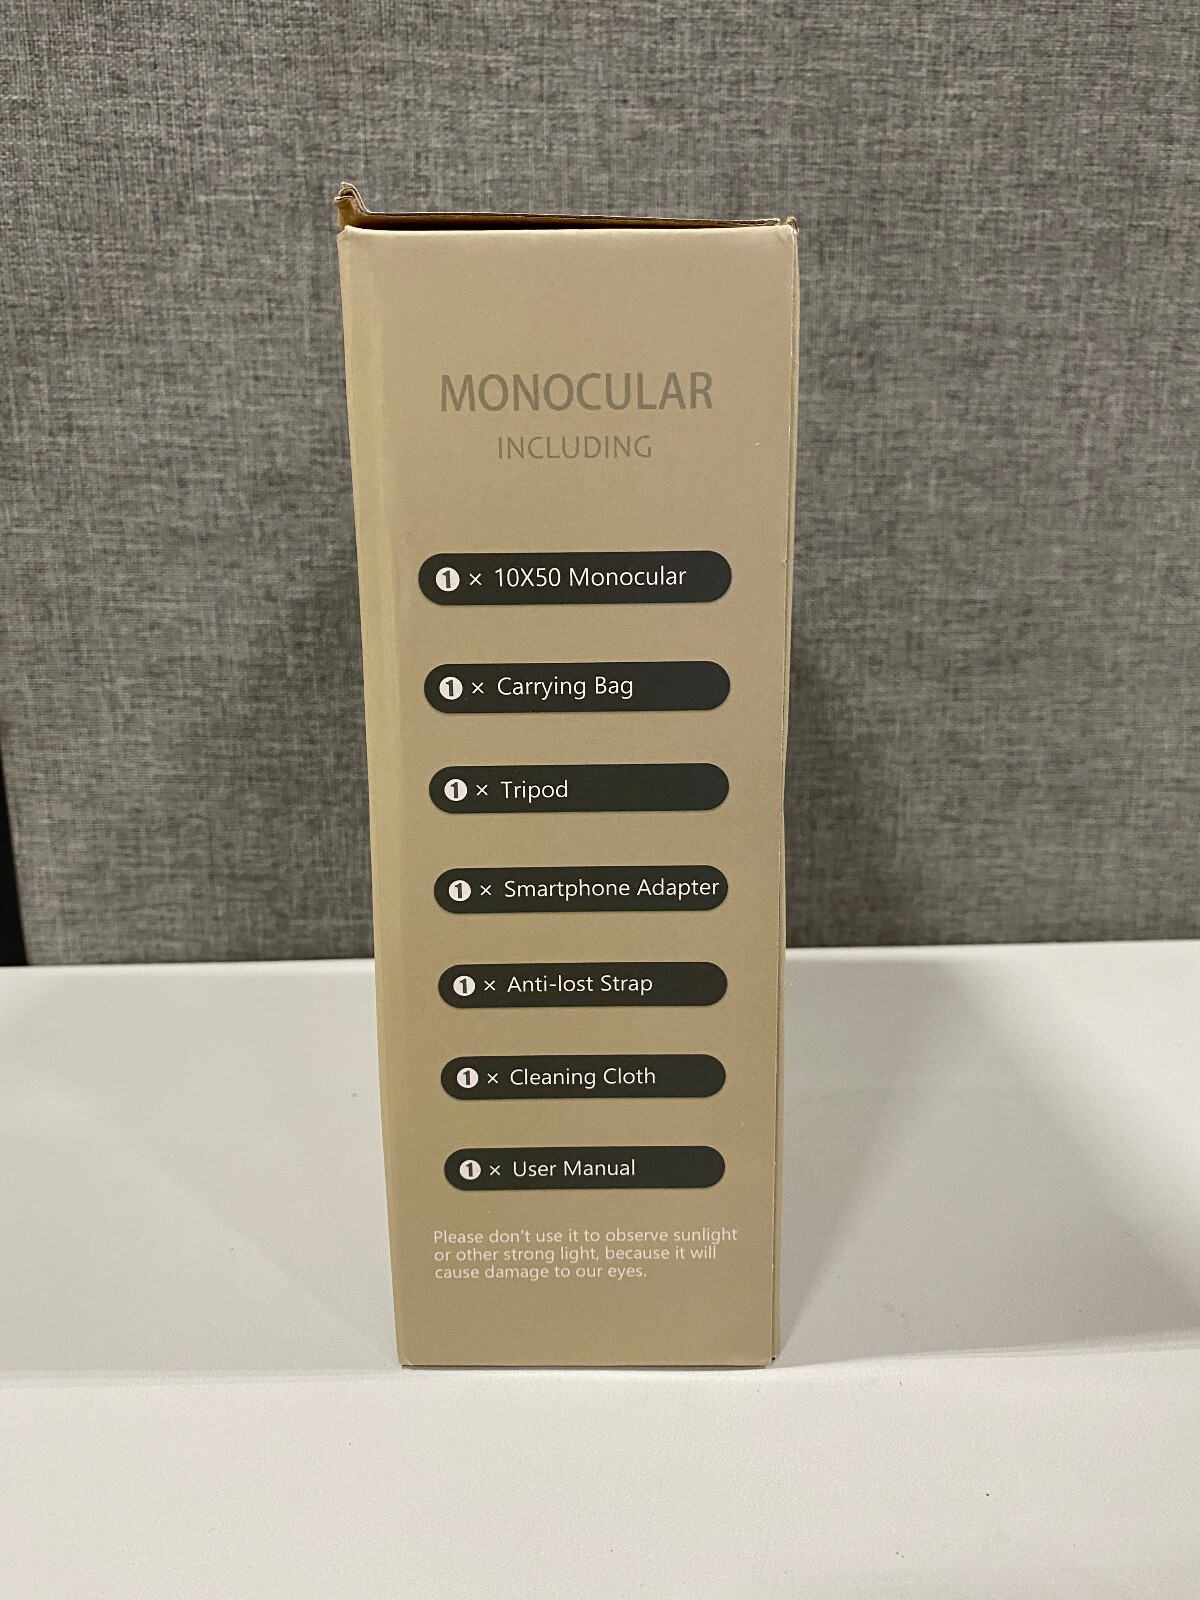 MONOCULAR
INCLUDING
1 × 10X50 Monocular
1 × Carrying Bag
1 × Tripod
1 × Smartphone Adapter
1 × Anti-lost Strap
1 × Cleaning Cloth
1 × User Manual
Please don't use it to observe sunlight
or other strong light, because it will
cause damage to our eyes.